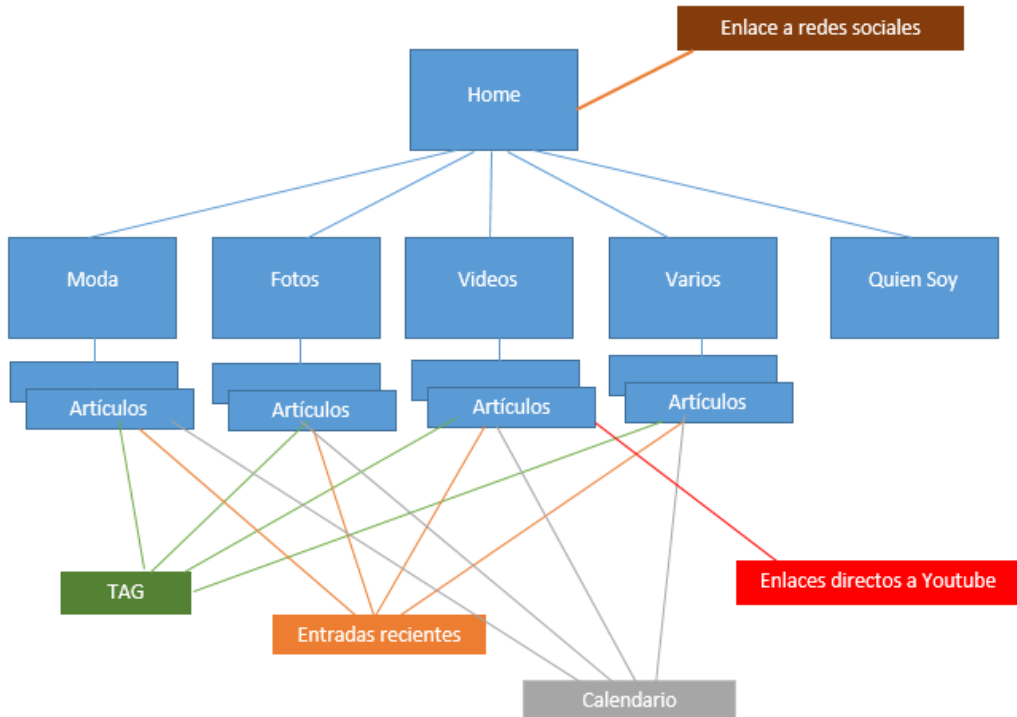 Enlace a redes sociales
Home
Moda
Fotos
Videos
Varios
Quien Soy
Artículos
Artículos
Artículos
Artículos
TAG
Enlaces directos a Youtube
Entradas recientes
Calendario